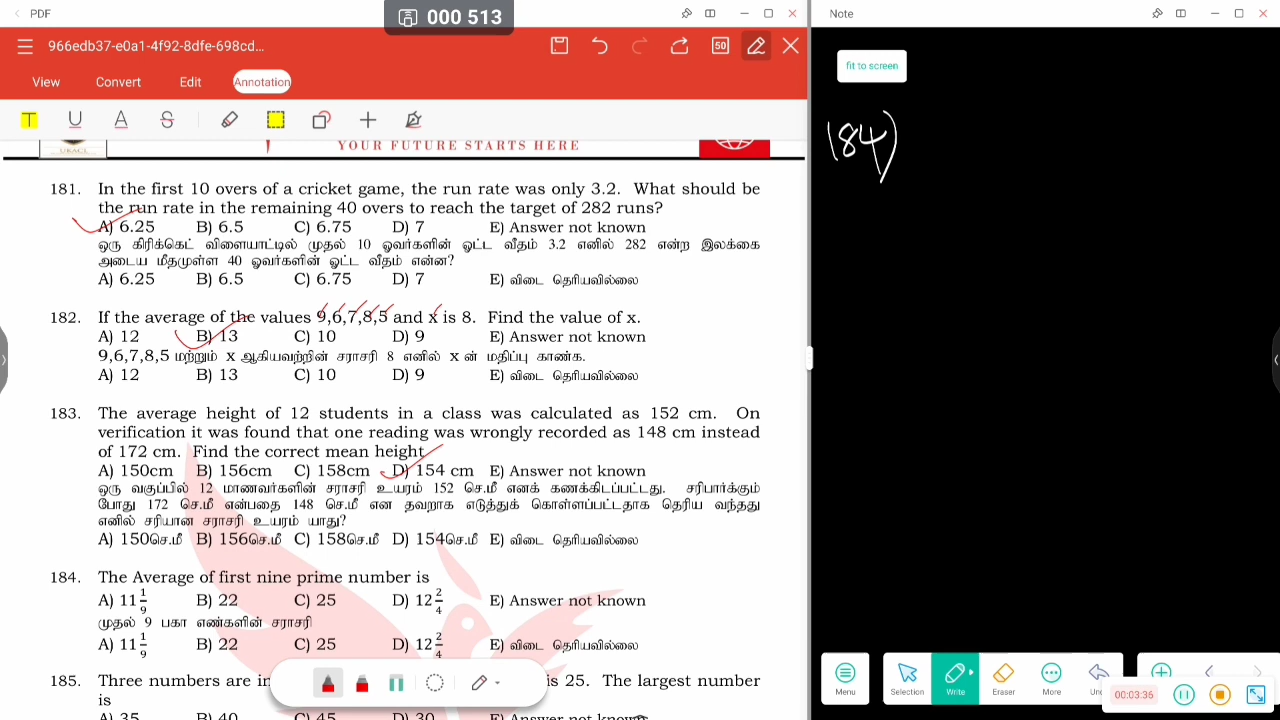 PDF
000 513
Note
966edb37-e0a1-4f92-8dfe-698cd...
50
View Convert Edit Annotation
fit to screen
T U A S
184)
YOUR FUTURE STARTS HERE
181. In the first 10 overs of a cricket game, the run rate was only 3.2. What should be
the run rate in the remaining 40 overs to reach the target of 282 runs?
A) 6.25 B) 6.5 C) 6.75 D) 7 E) Answer not known
ஒரு கிரிக்கெட் விளையாட்டில் முதல் 10 ஓவர்களின் ஓட்ட வீதம் 3.2 எனில் 282 என்ற இலக்கை
அடைய மீதமுள்ள 40 ஓவர்களின் ஓட்ட வீதம் என்ன?
A) 6.25 B) 6.5 C) 6.75 D) 7 E) விடை தெரியவில்லை
182. If the average of the values 9,6,7,8,5 and x is 8. Find the value of x.
A) 12 B) 13 C) 10 D) 9 E) Answer not known
9,6,7,8,5 மற்றும் x ஆகியவற்றின் சராசரி 8 எனில் x ன் மதிப்பு காண்க.
A) 12 B) 13 C) 10 D) 9 E) விடை தெரியவில்லை
183. The average height of 12 students in a class was calculated as 152 cm. On
verification it was found that one reading was wrongly recorded as 148 cm instead
of 172 cm. Find the correct mean height
A) 150cm B) 156cm C) 158cm D) 154 cm E) Answer not known
ஒரு வகுப்பில் 12 மாணவர்களின் சராசரி உயரம் 152 செ.மீ எனக் கணக்கிடப்பட்டது. சரிபார்க்கும்
போது 172 செ.மீ என்பதை 148 செ.மீ என தவறாக எடுத்துக் கொள்ளப்பட்டதாக தெரிய வந்தது
எனில் சரியான சராசரி உயரம் யாது?
A) 150செ.மீ B) 156செ.மீ C) 158செ.மீ D) 154செ.மீ E) விடை தெரியவில்லை
184. The Average of first nine prime number is
A) 11 1/9 B) 22 C) 25 D) 12 2/4 E) Answer not known
முதல் 9 பகா எண்களின் சராசரி
A) 11 1/9 B) 22 C) 25 D) 12 2/4 E) விடை தெரியவில்லை
185. Three numbers are in is 25. The largest number
is
A) 35 B) 40 C) 45 D) 30 E) Answer not known
Menu Selection Write Eraser More
00:03:36